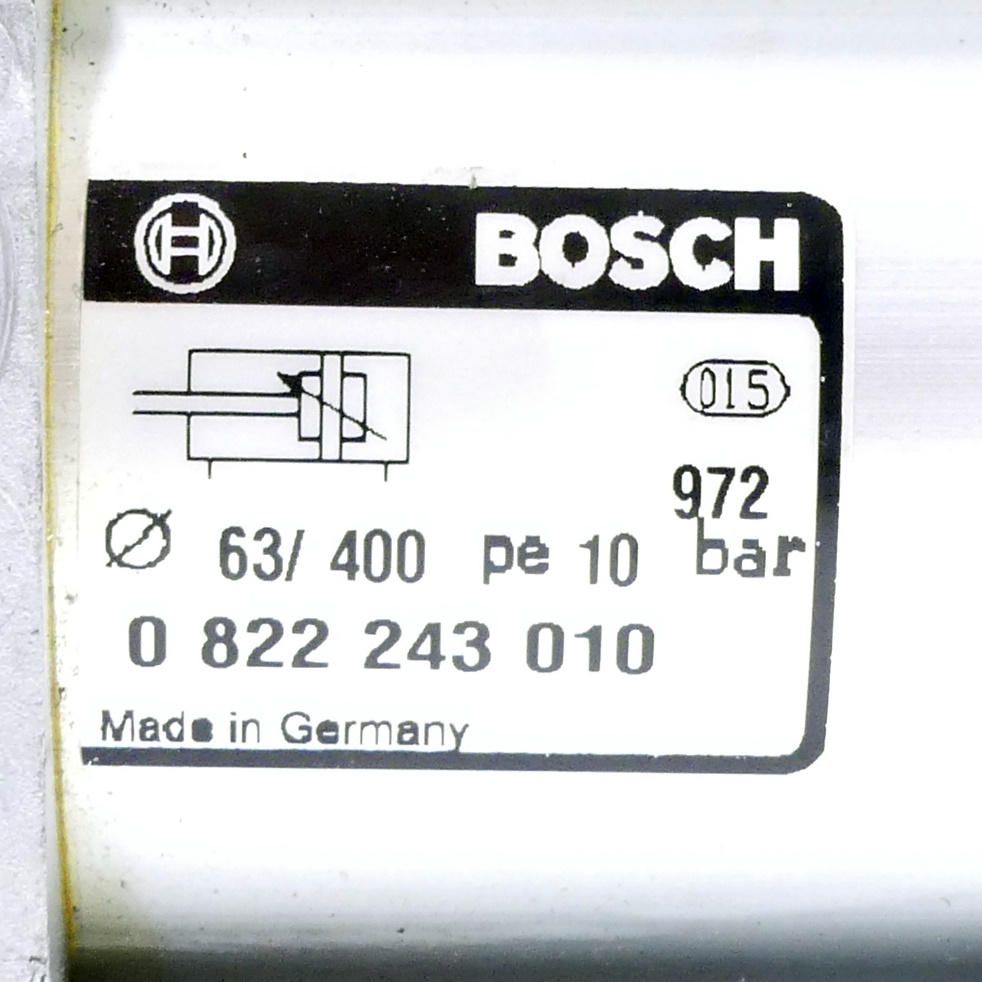 BOSCH
015
972
Ø 63/ 400 pe 10 bar
0 822 243 010
Made in Germany